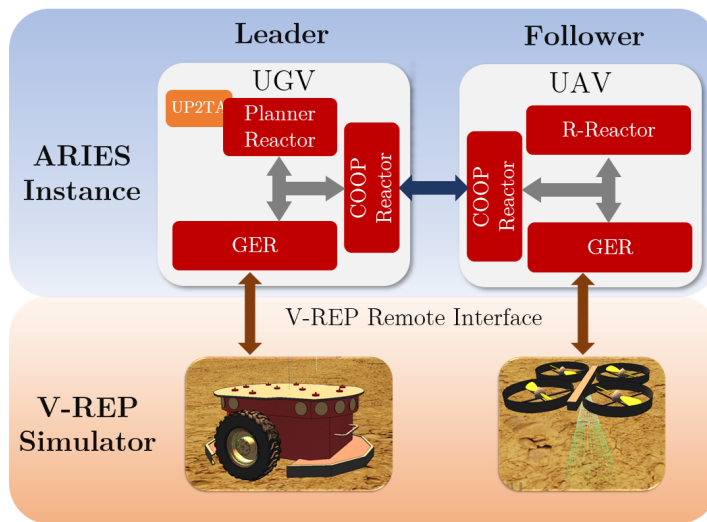 Leader
Follower
UGV
UAV
UP2TA
Planner
Reactor
R-Reactor
COOP
Reactor
COOP
Reactor
ARIES
Instance
GER
GER
V-REP Remote Interface
V-REP
Simulator